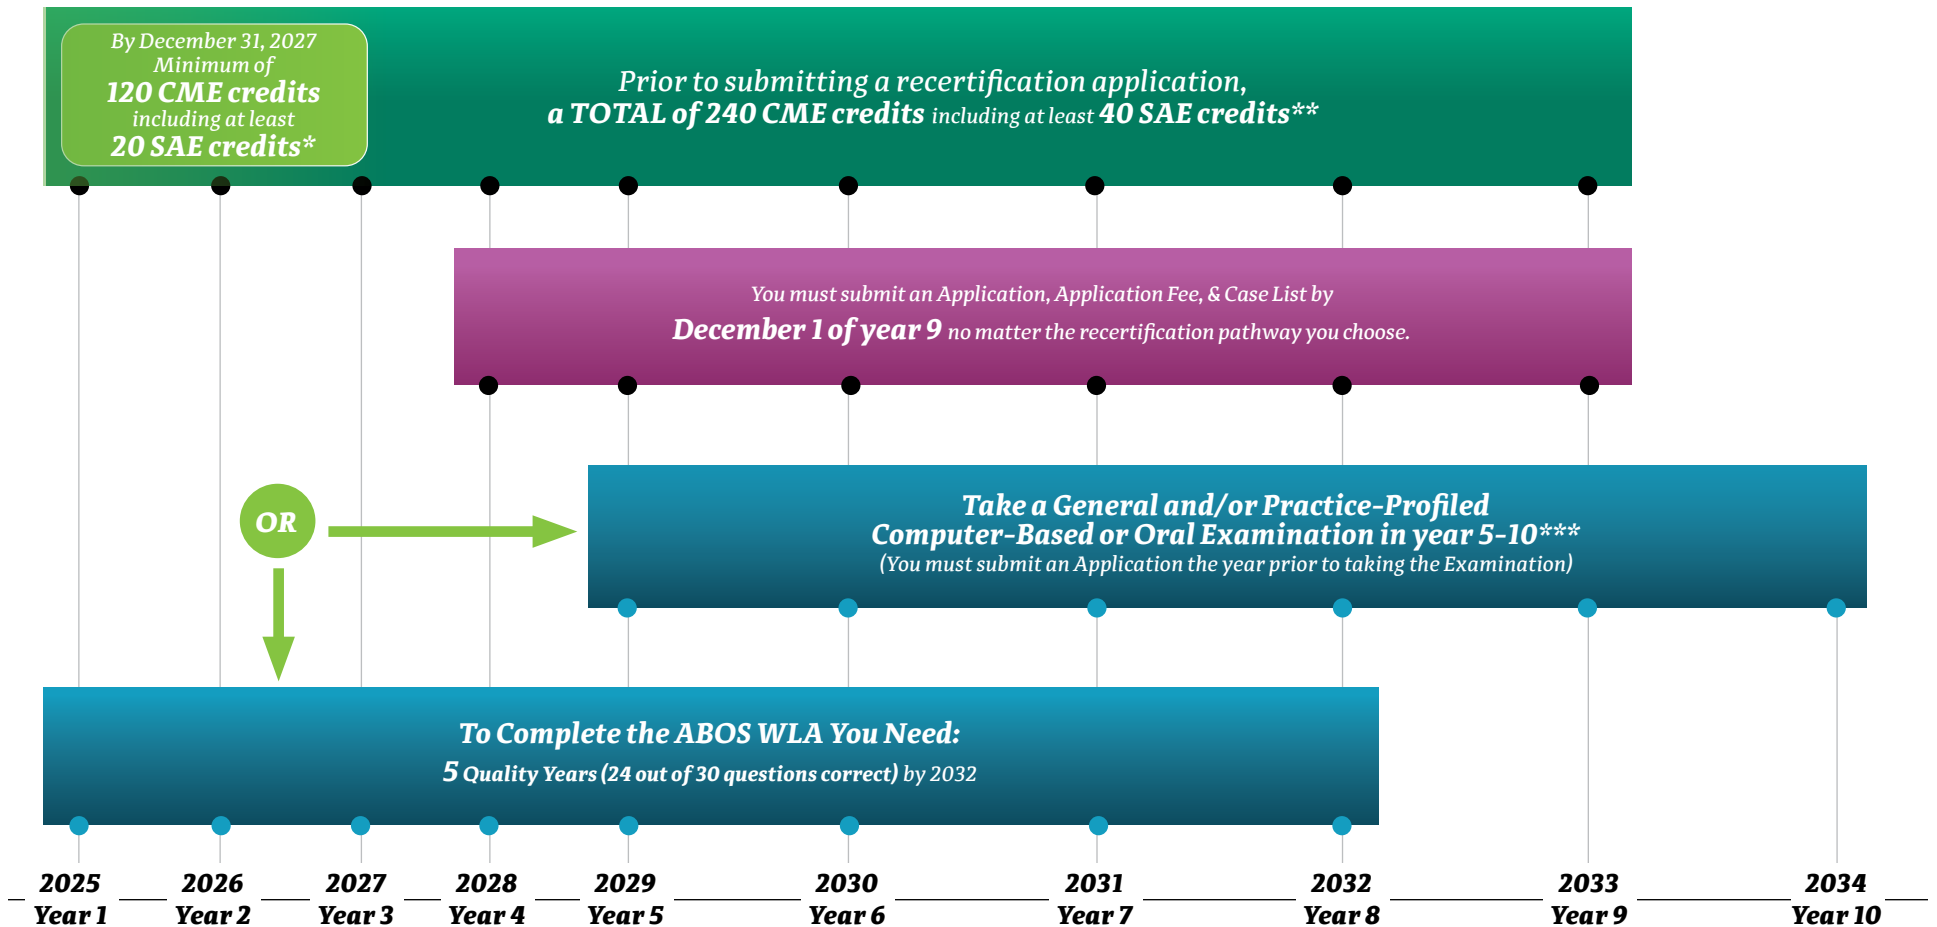 By December 31, 2027
Minimum of
120 CME credits
including at least
20 SAE credits*
Prior to submitting a recertification application,
a TOTAL of 240 CME credits including at least 40 SAE credits**
You must submit an Application, Application Fee, & Case List by
December 1 of year 9 no matter the recertification pathway you choose.
OR
Take a General and/or Practice-Profiled
Computer-Based or Oral Examination in year 5-10***
(You must submit an Application the year prior to taking the Examination)
To Complete the ABOS WLA You Need:
5 Quality Years (24 out of 30 questions correct) by 2032
2025 2026 2027 2028 2029 2030 2031 2032 2033 2034
Year 1 Year 2 Year 3 Year 4 Year 5 Year 6 Year 7 Year 8 Year 9 Year 10